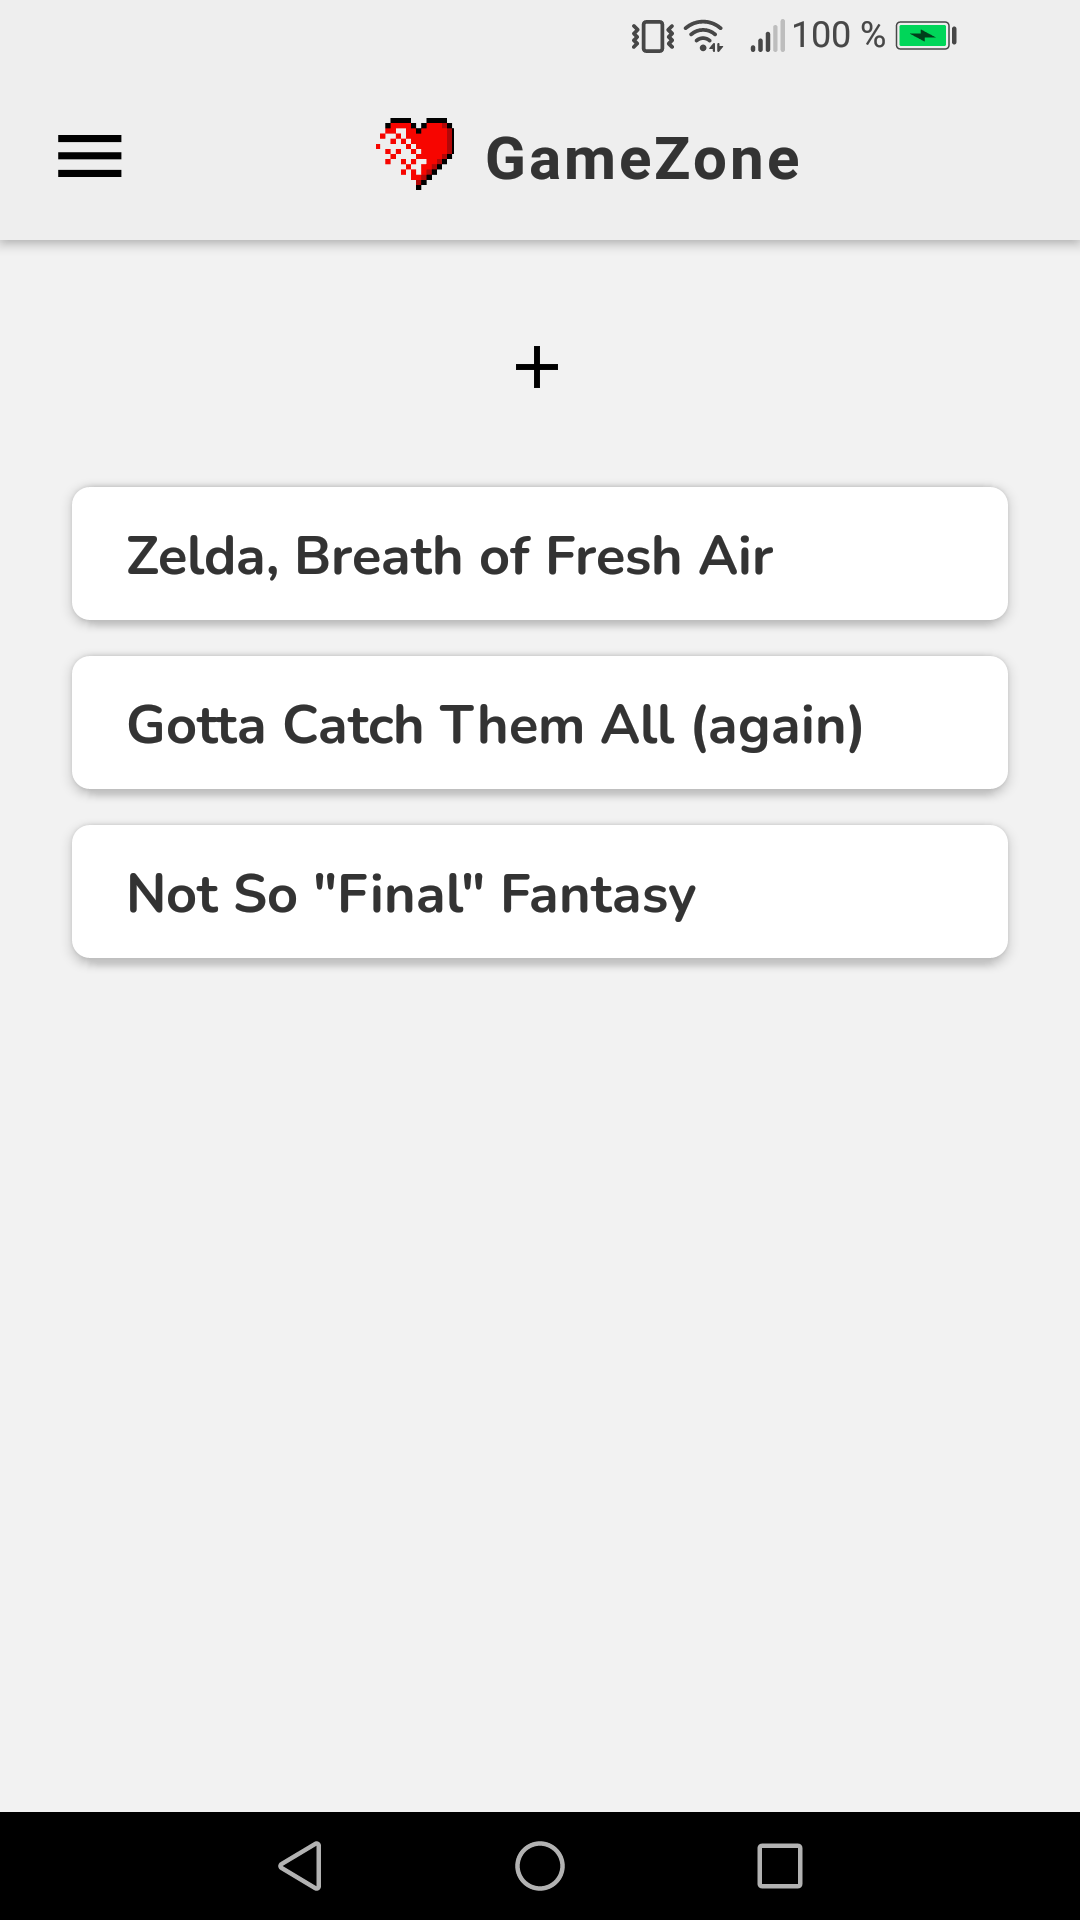 100 %
GameZone
+
Zelda, Breath of Fresh Air
Gotta Catch Them All (again)
Not So "Final" Fantasy